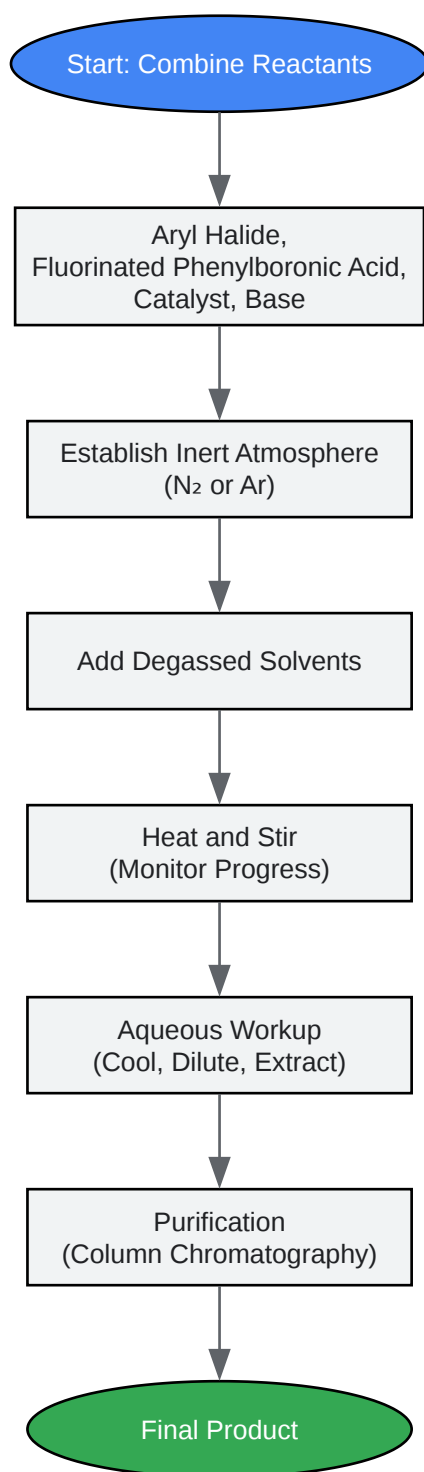 Start: Combine Reactants
Aryl Halide,
Fluorinated Phenylboronic Acid,
Catalyst, Base
Establish Inert Atmosphere
(N₂ or Ar)
Add Degassed Solvents
Heat and Stir
(Monitor Progress)
Aqueous Workup
(Cool, Dilute, Extract)
Purification
(Column Chromatography)
Final Product